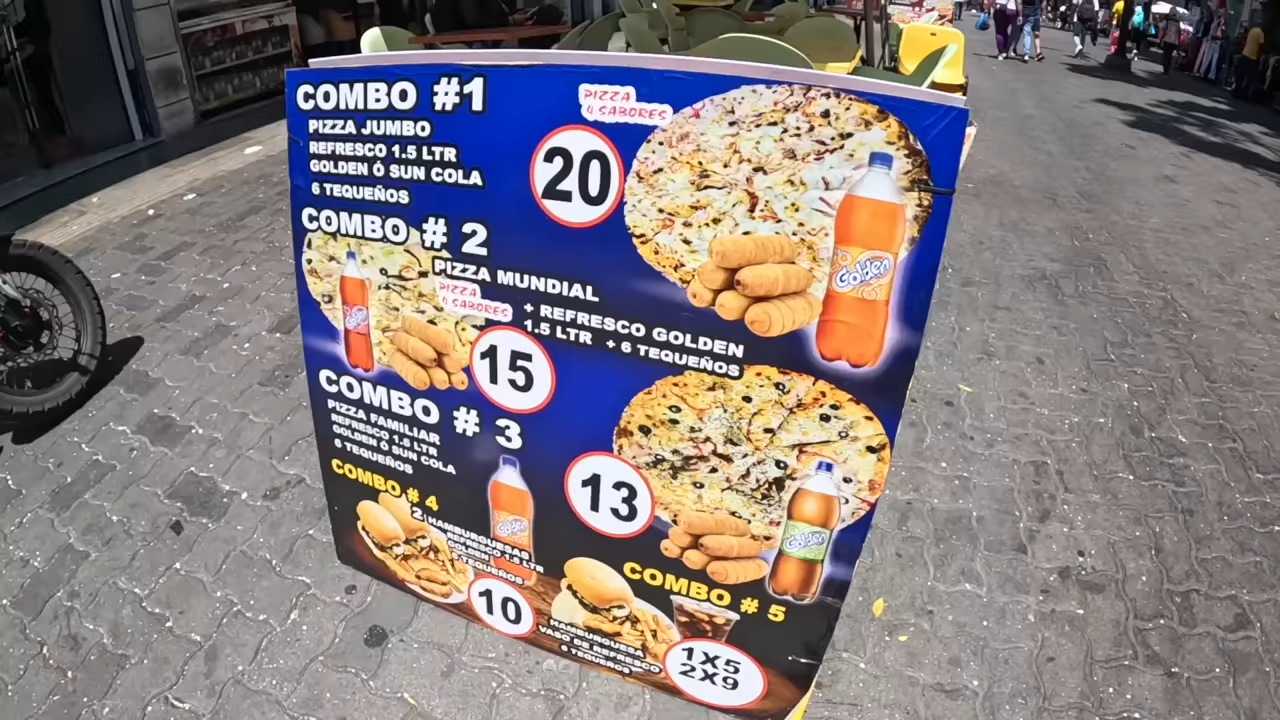 COMBO #1
PIZZA JUMBO
REFRESCO 1.5 LTR
GOLDEN Ó SUN COLA
6 TEQUEÑOS
PIZZA
4 SABORES
20
Golden
COMBO # 2
PIZZA MUNDIAL
PIZZA
4 SABORES
+ REFRESCO GOLDEN
1.5 LTR + 6 TEQUEÑOS
15
COMBO # 3
PIZZA FAMILIAR
REFRESCO 1.5 LTR
GOLDEN Ó SUN COLA
6 TEQUEÑOS
13
Golden
Golden
COMBO # 4
2 HAMBURGUESAS
REFRESCO 1.5 LTR
GOLDEN
TEQUEÑOS
10
COMBO # 5
HAMBURGUESA
VASO DE REFRESCO
6 TEQUEÑOS
1X5
2X9